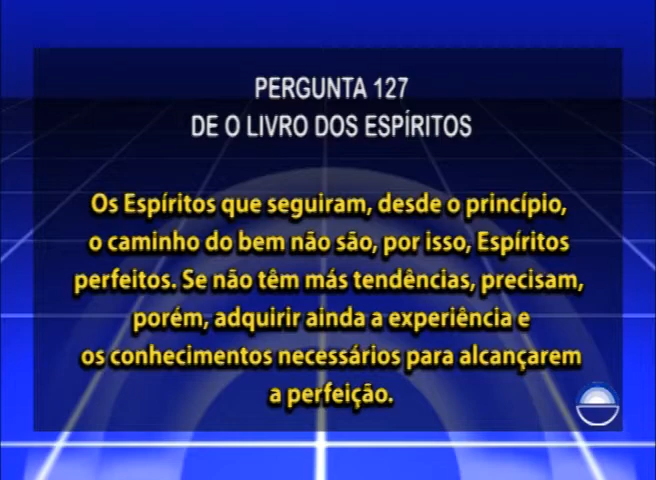 PERGUNTA 127
DE O LIVRO DOS ESPÍRITOS
Os Espíritos que seguiram, desde o princípio,
o caminho do bem não são, por isso, Espíritos
perfeitos. Se não têm más tendências, precisam,
porém, adquirir ainda a experiência e
os conhecimentos necessários para alcançarem
a perfeição.